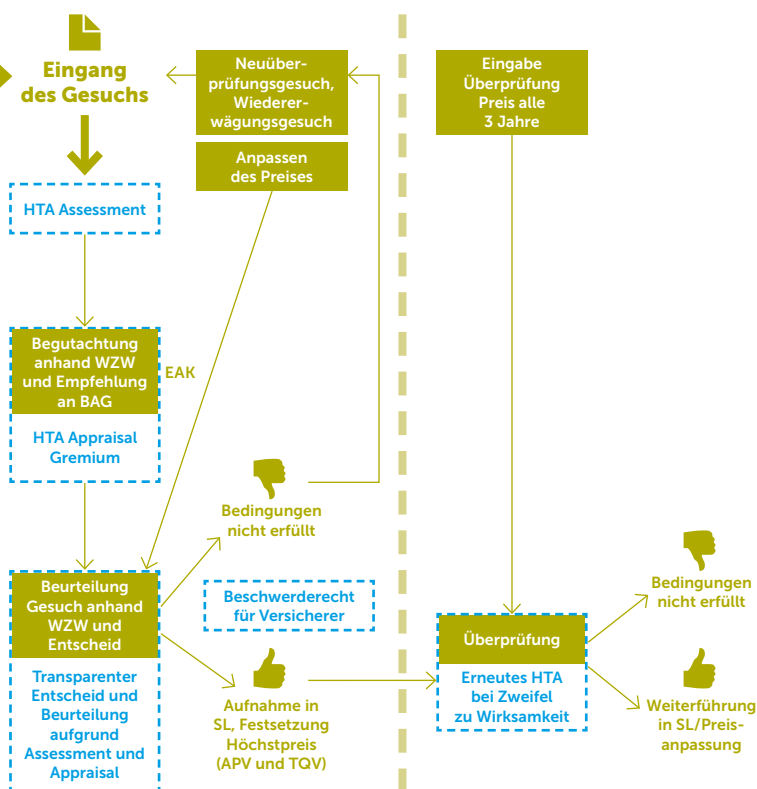 Eingang
des Gesuchs
Neuüber-
prüfungsgesuch,
Wiederer-
wägungsgesuch
Anpassen
des Preises
Eingabe
Überprüfung
Preis alle
3 Jahre
HTA Assessment
Begutachtung
anhand WZW
und Empfehlung
an BAG
EAK
HTA Appraisal
Gremium
Bedingungen
nicht erfüllt
Beurteilung
Gesuch anhand
WZW und
Entscheid
Transparenter
Entscheid und
Beurteilung
aufgrund
Assessment und
Appraisal
Beschwerderecht
für Versicherer
Aufnahme in
SL, Festsetzung
Höchstpreis
(APV und TQV)
Überprüfung
Erneutes HTA
bei Zweifel
zu Wirksamkeit
Bedingungen
nicht erfüllt
Weiterführung
in SL/Preis-
anpassung